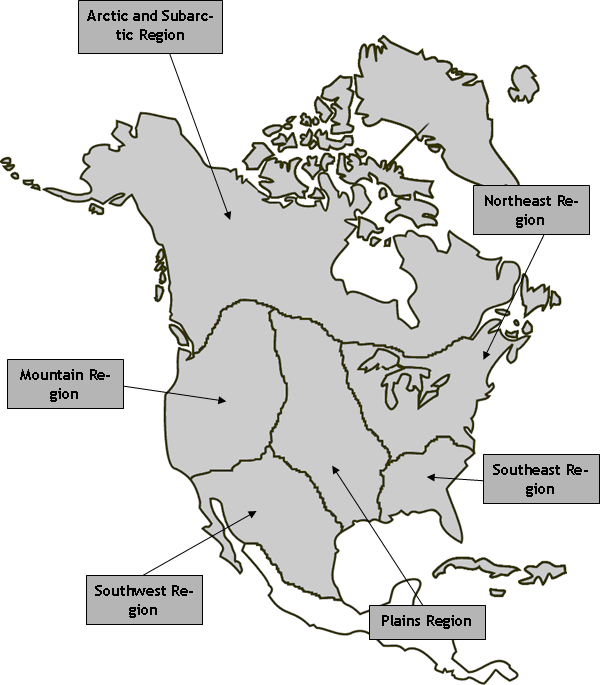 Arctic and Subarc-
tic Region
Northeast Re-
gion
Mountain Re-
gion
Southeast Re-
gion
Southwest Re-
gion
Plains Region